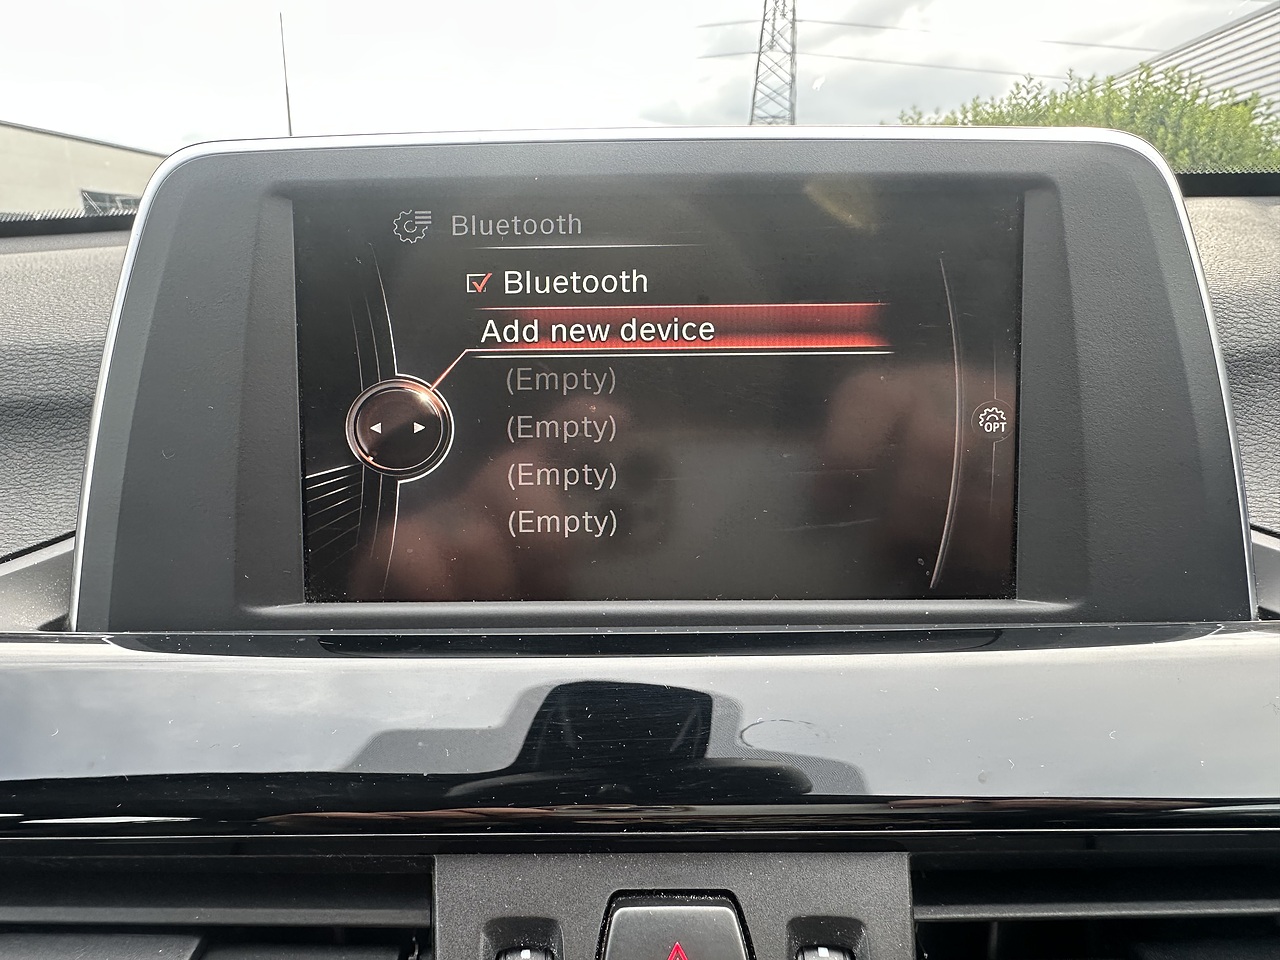 Bluetooth
Bluetooth
Add new device
(Empty)
(Empty)
OPT
(Empty)
(Empty)